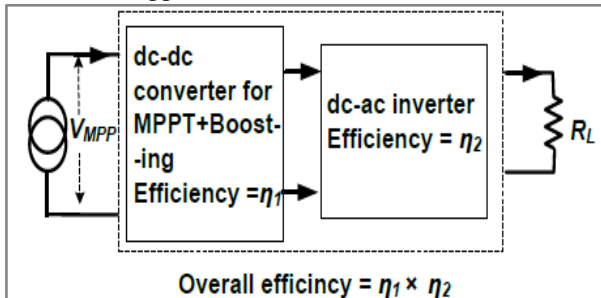 dc-dc
converter for
MPPT+Boost-
-ing
Efficiency =η1
VMPP
dc-ac inverter
Efficiency = η2
RL
Overall efficincy = η1 × η2